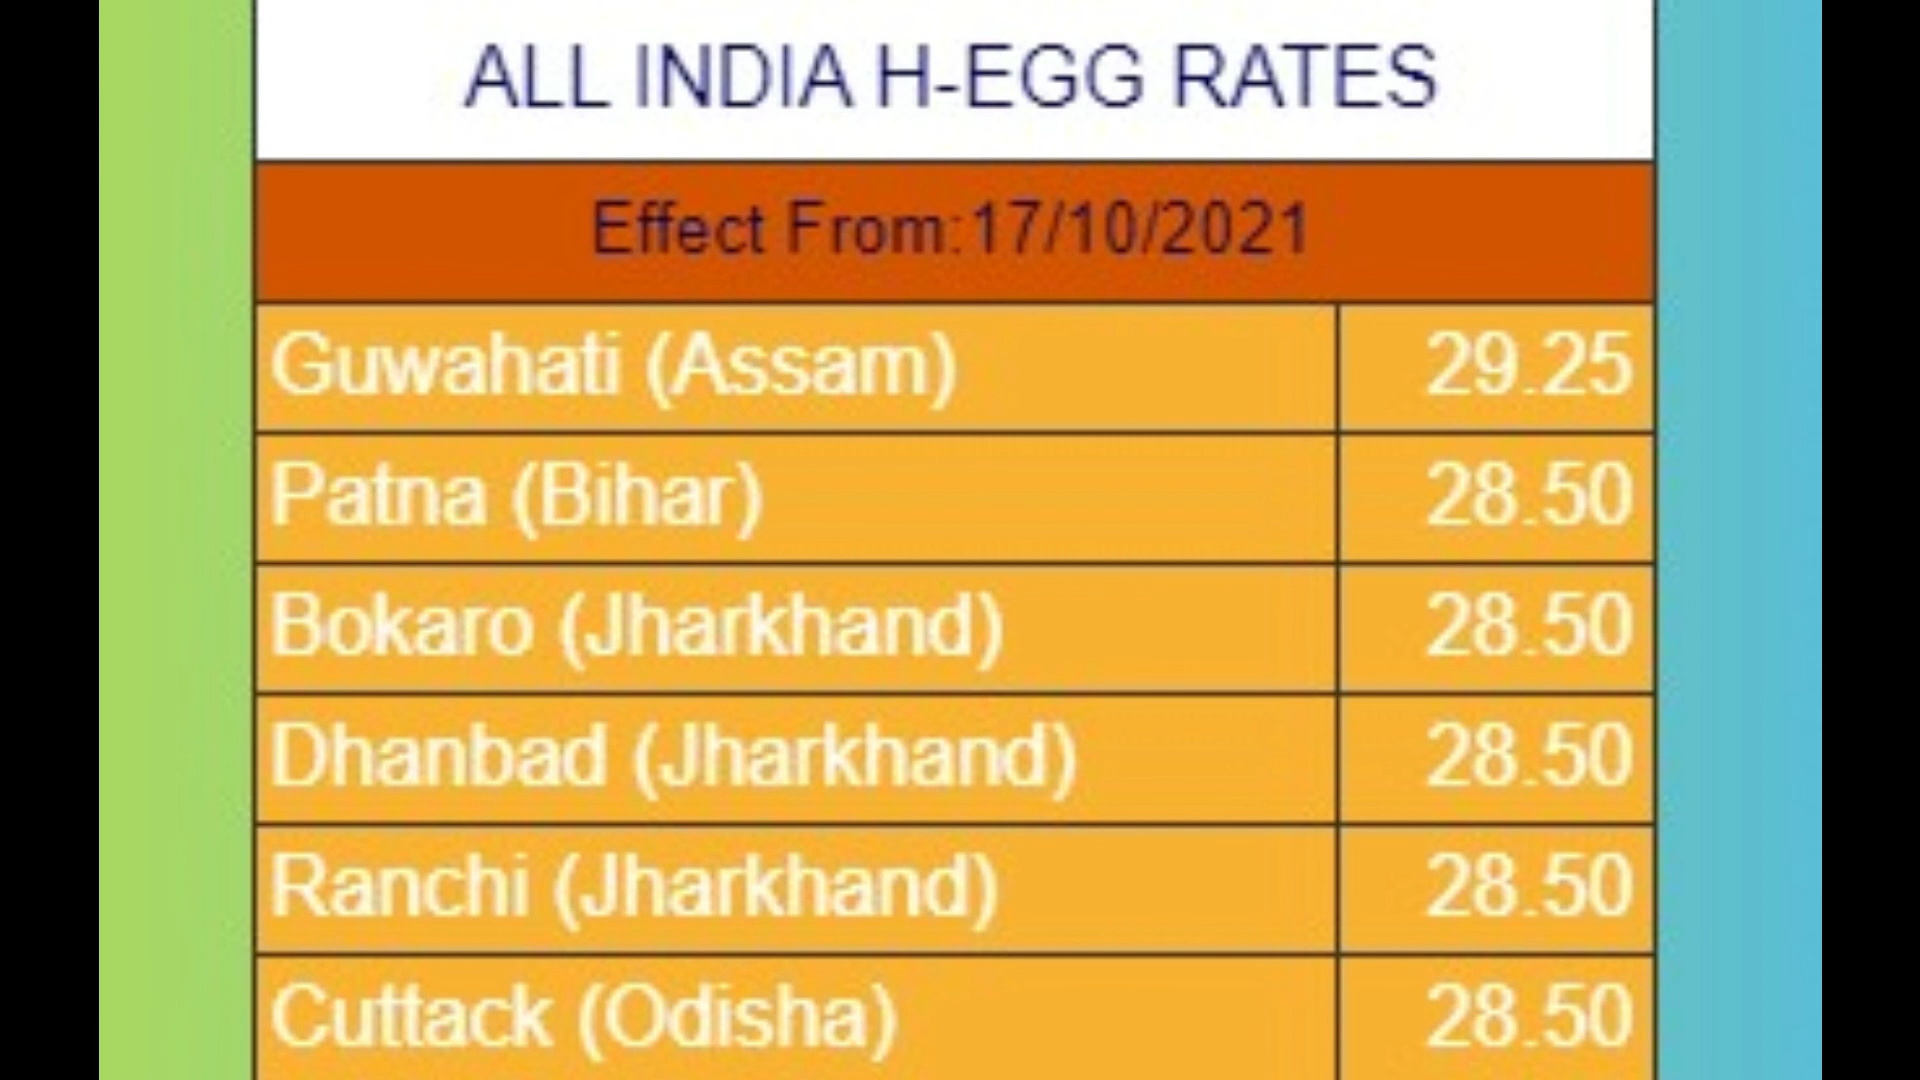 ALL INDIA H-EGG RATES
Effect From:17/10/2021
Guwahati (Assam) 29.25
Patna (Bihar) 28.50
Bokaro (Jharkhand) 28.50
Dhanbad (Jharkhand) 28.50
Ranchi (Jharkhand) 28.50
Cuttack (Odisha) 28.50